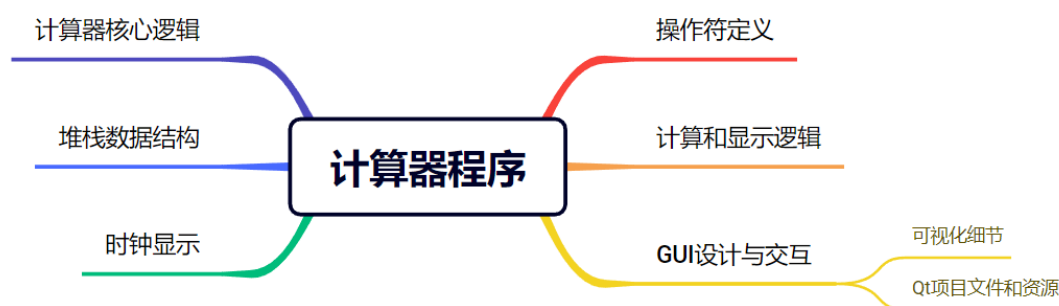 计算器核心逻辑
操作符定义
堆栈数据结构
计算和显示逻辑
计算器程序
时钟显示
GUI设计与交互
可视化细节
Qt项目文件和资源